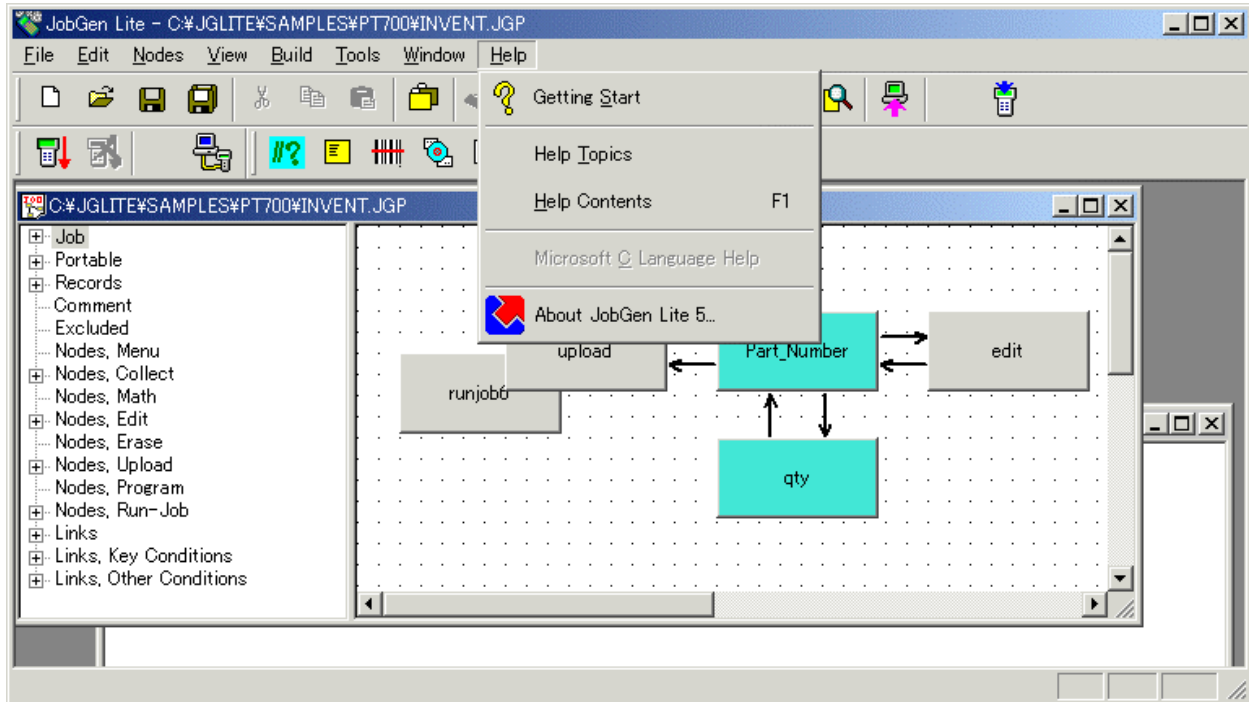 JobGen Lite - C:¥JGLITE¥SAMPLES¥PT700¥INVENT.JGP
File Edit Nodes View Build Tools Window Help
Getting Start
Help Topics
Help Contents F1
Microsoft C Language Help
About JobGen Lite 5...
C:¥JGLITE¥SAMPLES¥PT700¥INVENT.JGP
Job
Portable
Records
Comment
Excluded
Nodes, Menu
Nodes, Collect
Nodes, Math
Nodes, Edit
Nodes, Erase
Nodes, Upload
Nodes, Program
Nodes, Run-Job
Links
Links, Key Conditions
Links, Other Conditions
upload
Part_Number
edit
runjob6
qty